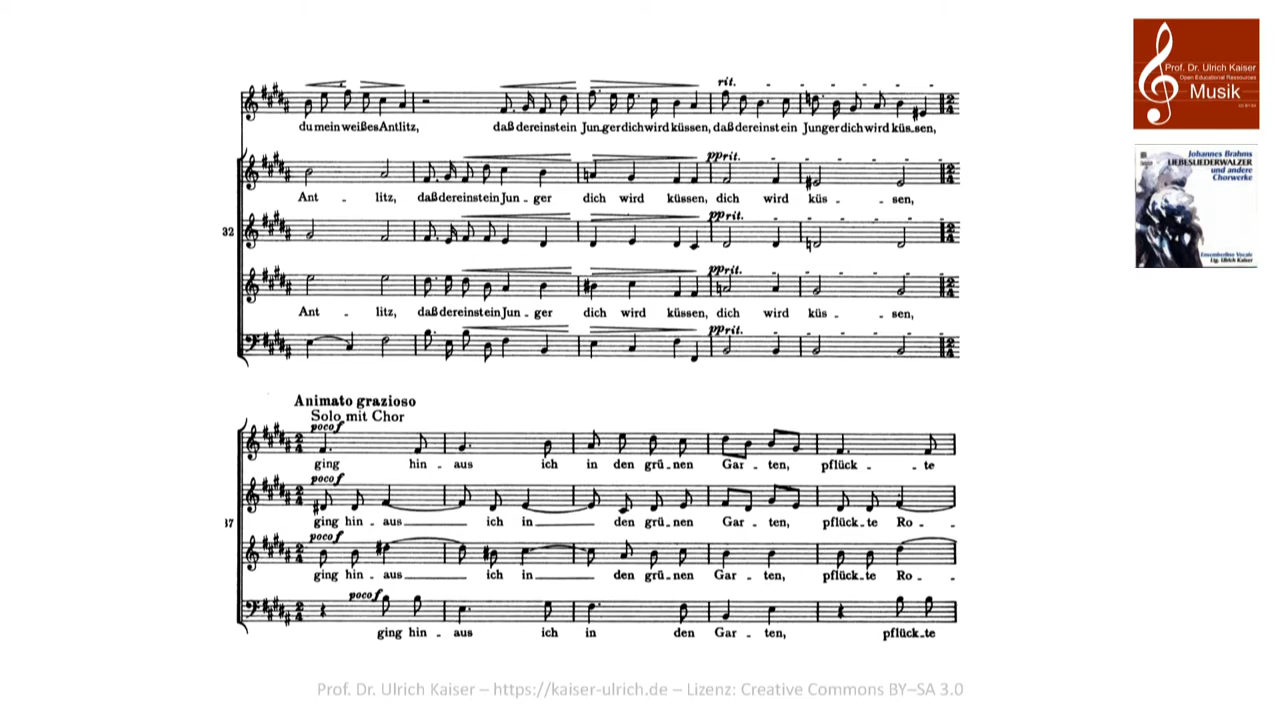 rit.
du mein weißes Antlitz, daß dereinst ein Junger dich wird küssen, daß dereinst ein Junger dich wird küs-sen,
pp rit.
Ant - litz, daß dereinst ein Jun - ger dich wird küssen, dich wird küs - - sen,
pp rit.
32
pp rit.
Ant - litz, daß dereinst ein Jun - ger dich wird küssen, dich wird küs - - sen,
pp rit.
Animato grazioso
Solo mit Chor
poco f
ging hin - aus ich in den grü - nen Gar - ten, pflück - - te
poco f
ging hin - aus ich in den grü - nen Gar - ten, pflück - te Ro - -
37
poco f
ging hin - aus ich in den grü - nen Gar - ten, pflück - te Ro - -
poco f
ging hin - aus ich in den Gar - ten, pflück - te
Prof. Dr. Ulrich Kaiser
Open Educational Ressources
Musik
Johannes Brahms
LIEBESLIEDERWALZER
und andere
Chorwerke
Ensemberlino Vocale
Ltg. Ulrich Kaiser
Prof. Dr. Ulrich Kaiser – https://kaiser-ulrich.de – Lizenz: Creative Commons BY–SA 3.0